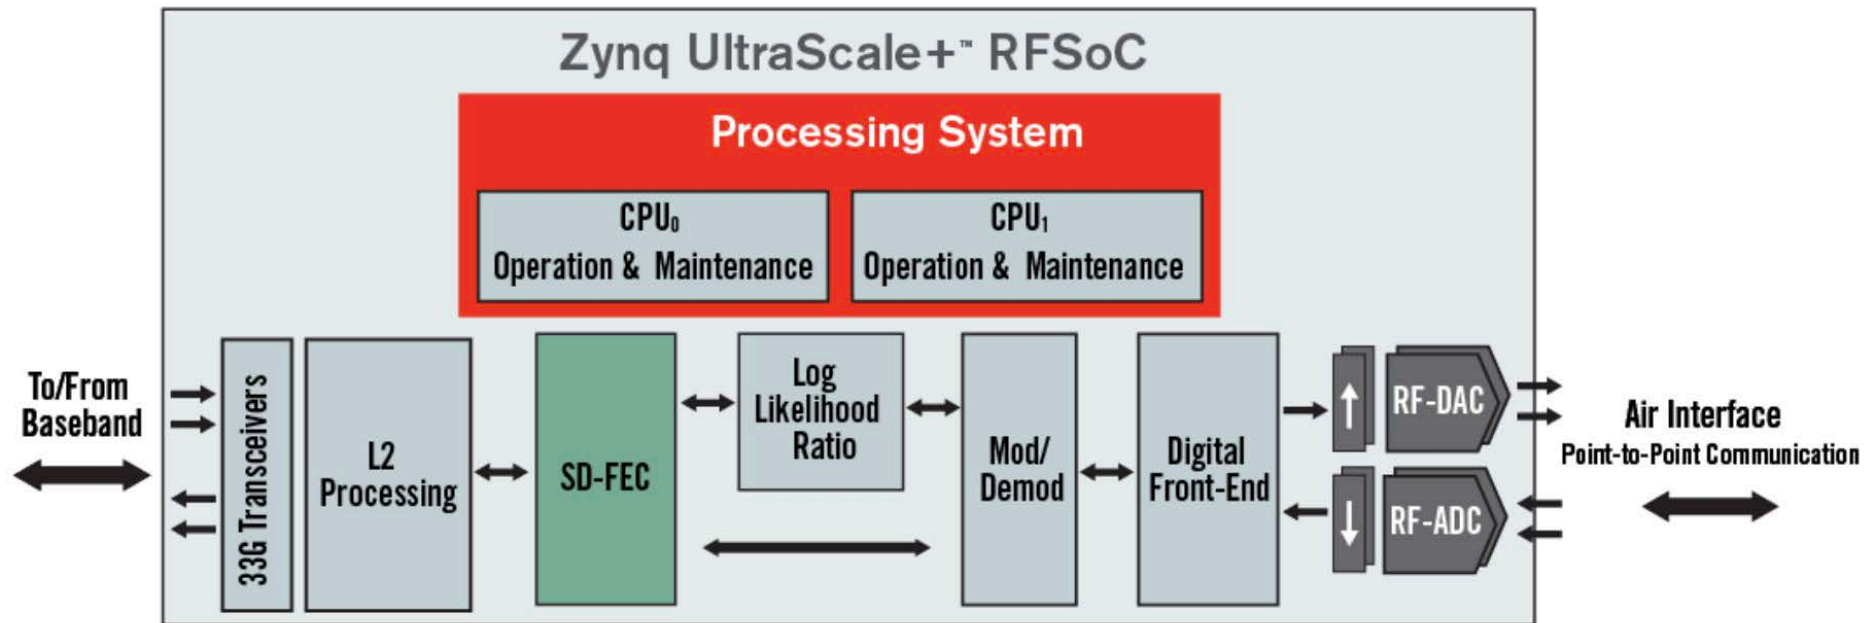 Zynq UltraScale+™ RFSoC
Processing System
CPU₀
Operation & Maintenance
CPU₁
Operation & Maintenance
To/From
Baseband
33G Transceivers
L2
Processing
SD-FEC
Log
Likelihood
Ratio
Mod/
Demod
Digital
Front-End
RF-DAC
RF-ADC
Air Interface
Point-to-Point Communication